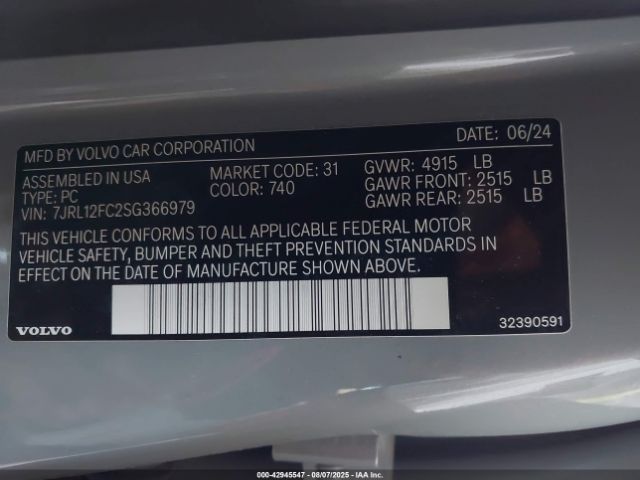 MFD BY VOLVO CAR CORPORATION DATE: 06/24
ASSEMBLED IN USA MARKET CODE: 31 GVWR: 4915 LB
TYPE: PC COLOR: 740 GAWR FRONT: 2515 LB
VIN: 7JRL12FC2SG366979 GAWR REAR: 2515 LB
THIS VEHICLE CONFORMS TO ALL APPLICABLE FEDERAL MOTOR
VEHICLE SAFETY, BUMPER AND THEFT PREVENTION STANDARDS IN
EFFECT ON THE DATE OF MANUFACTURE SHOWN ABOVE.
VOLVO 32390591
000-42945547 - 08/07/2025 - IAA Inc.